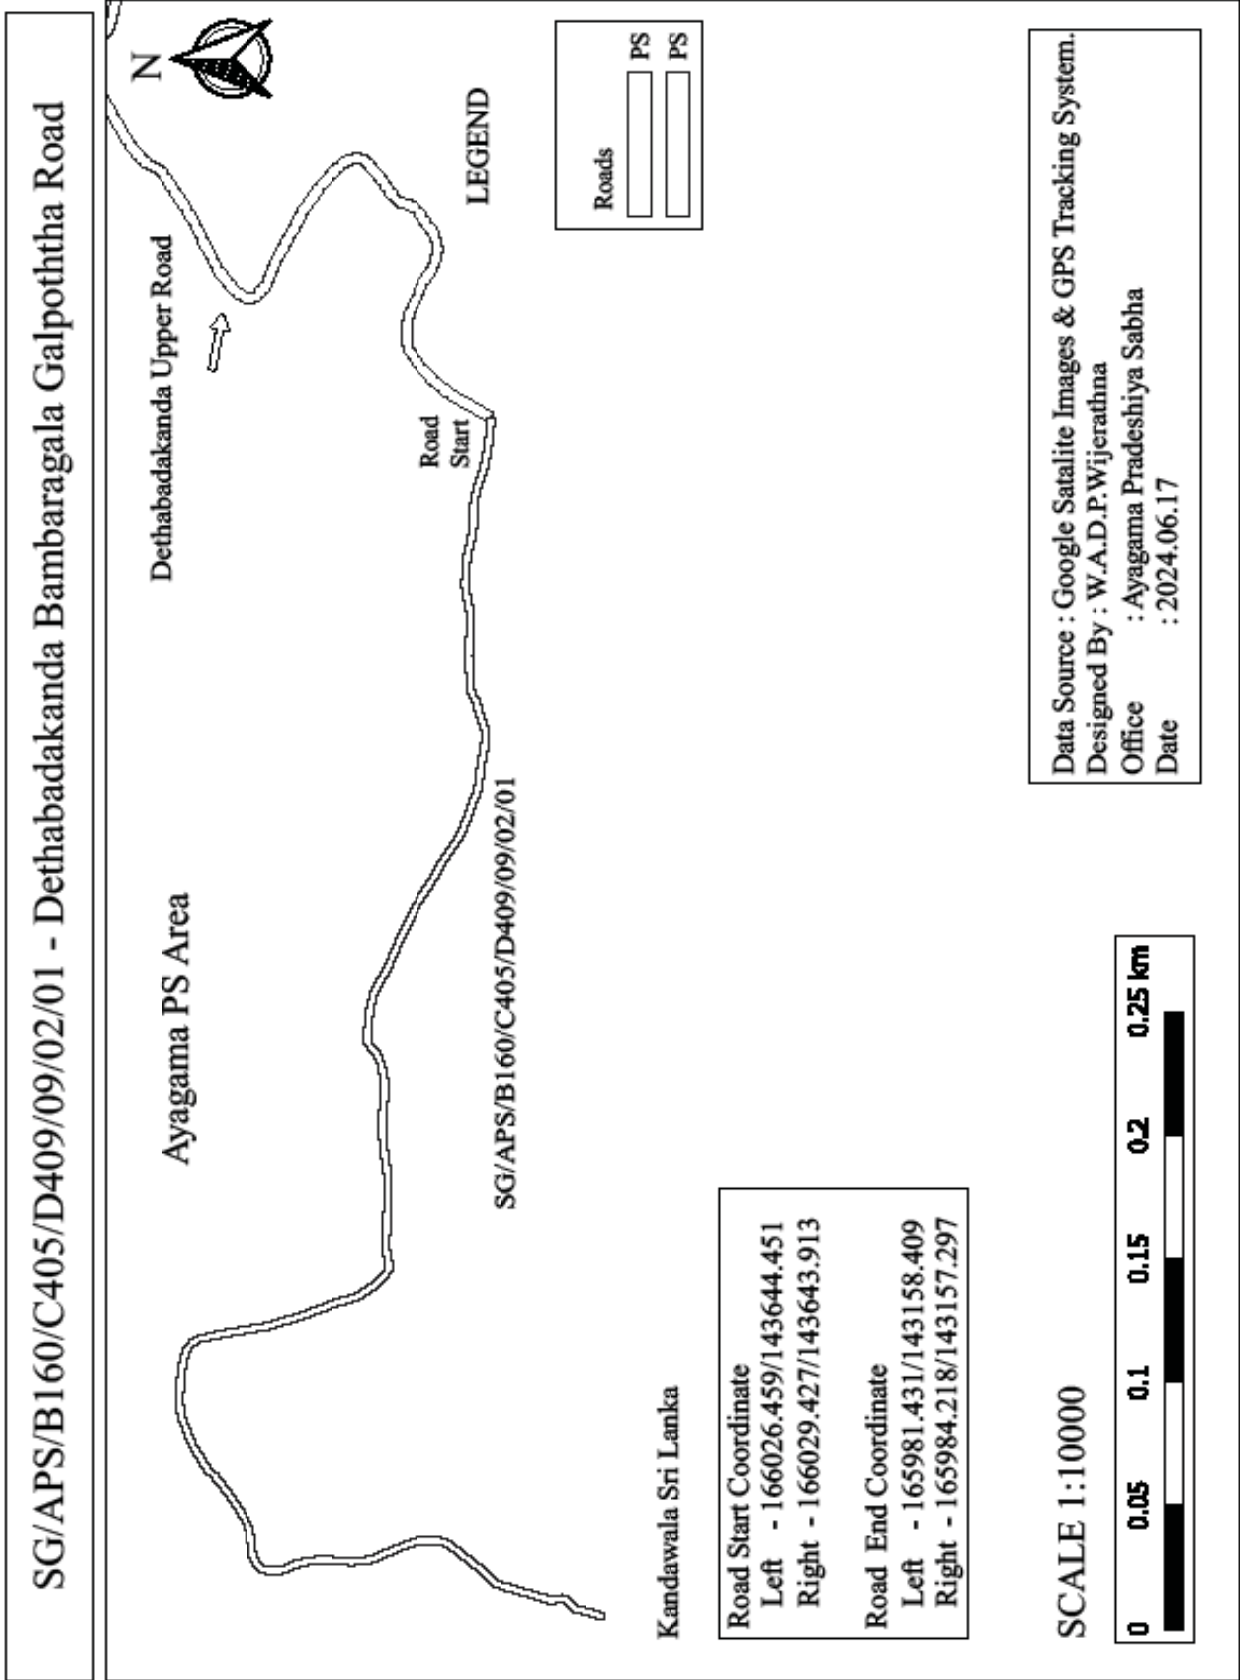 SG/APS/B160/C405/D409/09/02/01 - Dethabadakanda Bambaragala Galpoththa Road
N
Dethabadakanda Upper Road
Ayagama PS Area
Road
Start
LEGEND
Roads
PS
PS
SG/APS/B160/C405/D409/09/02/01
Kandawala Sri Lanka
Road Start Coordinate
Left - 166026.459/143644.451
Right - 166029.427/143643.913
Road End Coordinate
Left - 165981.431/143158.409
Right - 165984.218/143157.297
SCALE 1:10000
0 0.05 0.1 0.15 0.2 0.25 km
Data Source : Google Satalite Images & GPS Tracking System.
Designed By : W.A.D.P.Wijerathna
Office : Ayagama Pradeshiya Sabha
Date : 2024.06.17